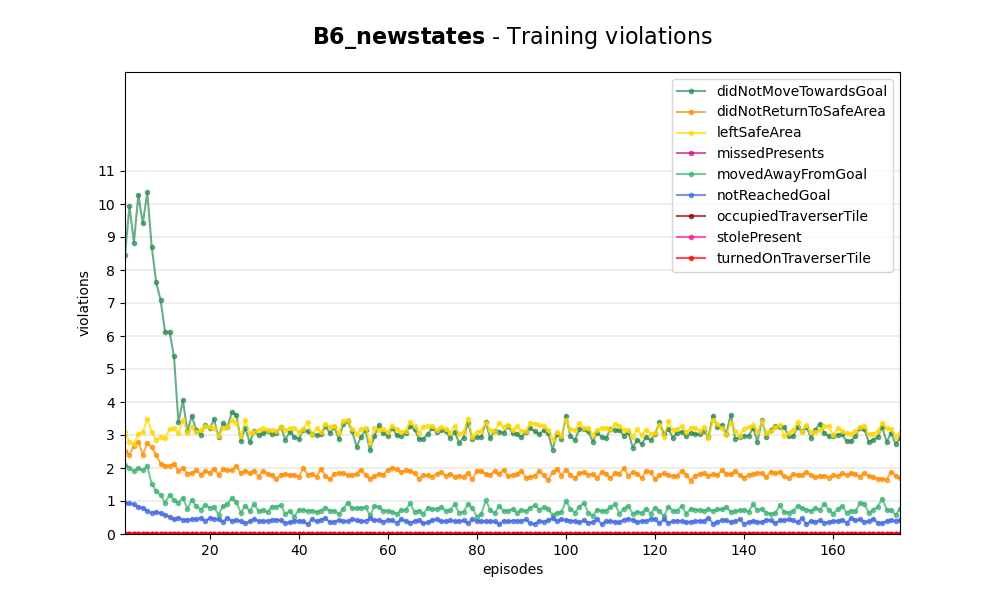 B6_newstates - Training violations
didNotMoveTowardsGoal
didNotReturnToSafeArea
leftSafeArea
missedPresents
movedAwayFromGoal
notReachedGoal
occupiedTraverserTile
stolePresent
turnedOnTraverserTile
violations
11
10
9
8
7
6
5
4
3
2
1
0
20 40 60 80 100 120 140 160
episodes